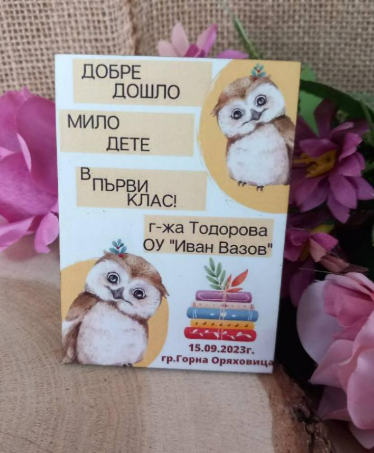 ДОБРЕ
ДОШЛО
МИЛО
ДЕТЕ
В
ПЪРВИ
КЛАС!
г-жа Тодорова
ОУ "Иван Вазов"
15.09.2023г.
гр.Горна Оряховица